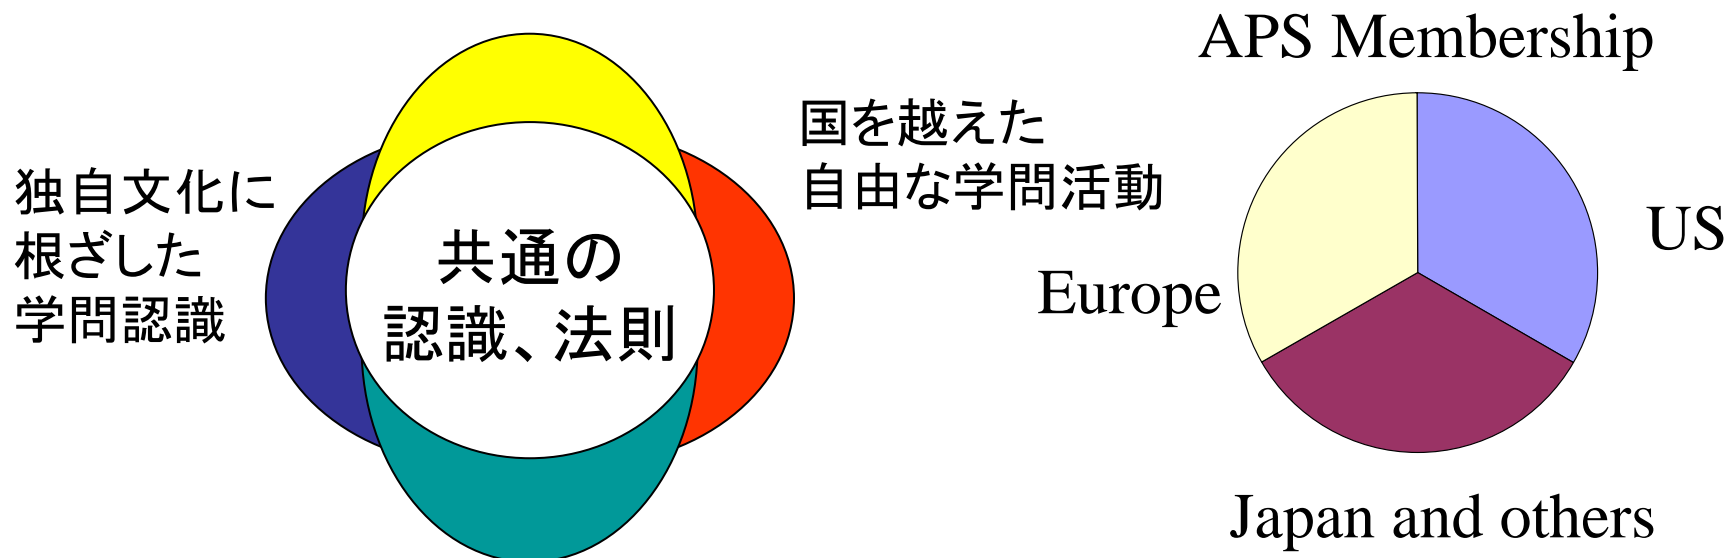 独自文化に
根ざした
学問認識
共通の
認識、法則
国を越えた
自由な学問活動
APS Membership
US
Europe
Japan and others